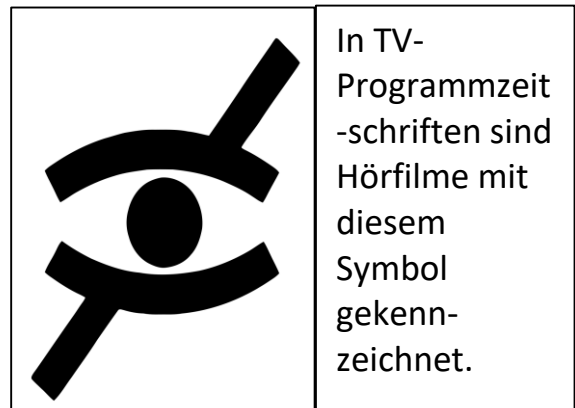 In TV-
Programmzeit
-schriften sind
Hörfilme mit
diesem
Symbol
gekenn-
zeichnet.